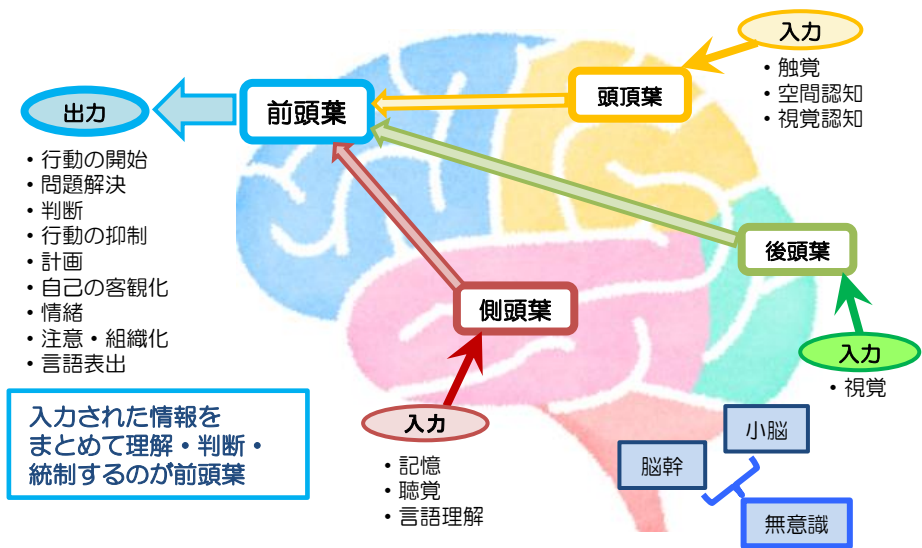 入力
・触覚
・空間認知
・視覚認知
頭頂葉
前頭葉
出力
・行動の開始
・問題解決
・判断
・行動の抑制
・計画
・自己の客観化
・情緒
・注意・組織化
・言語表出
後頭葉
入力
・視覚
側頭葉
入力
・記憶
・聴覚
・言語理解
入力された情報を
まとめて理解・判断・
統制するのが前頭葉
小脳
脳幹
無意識